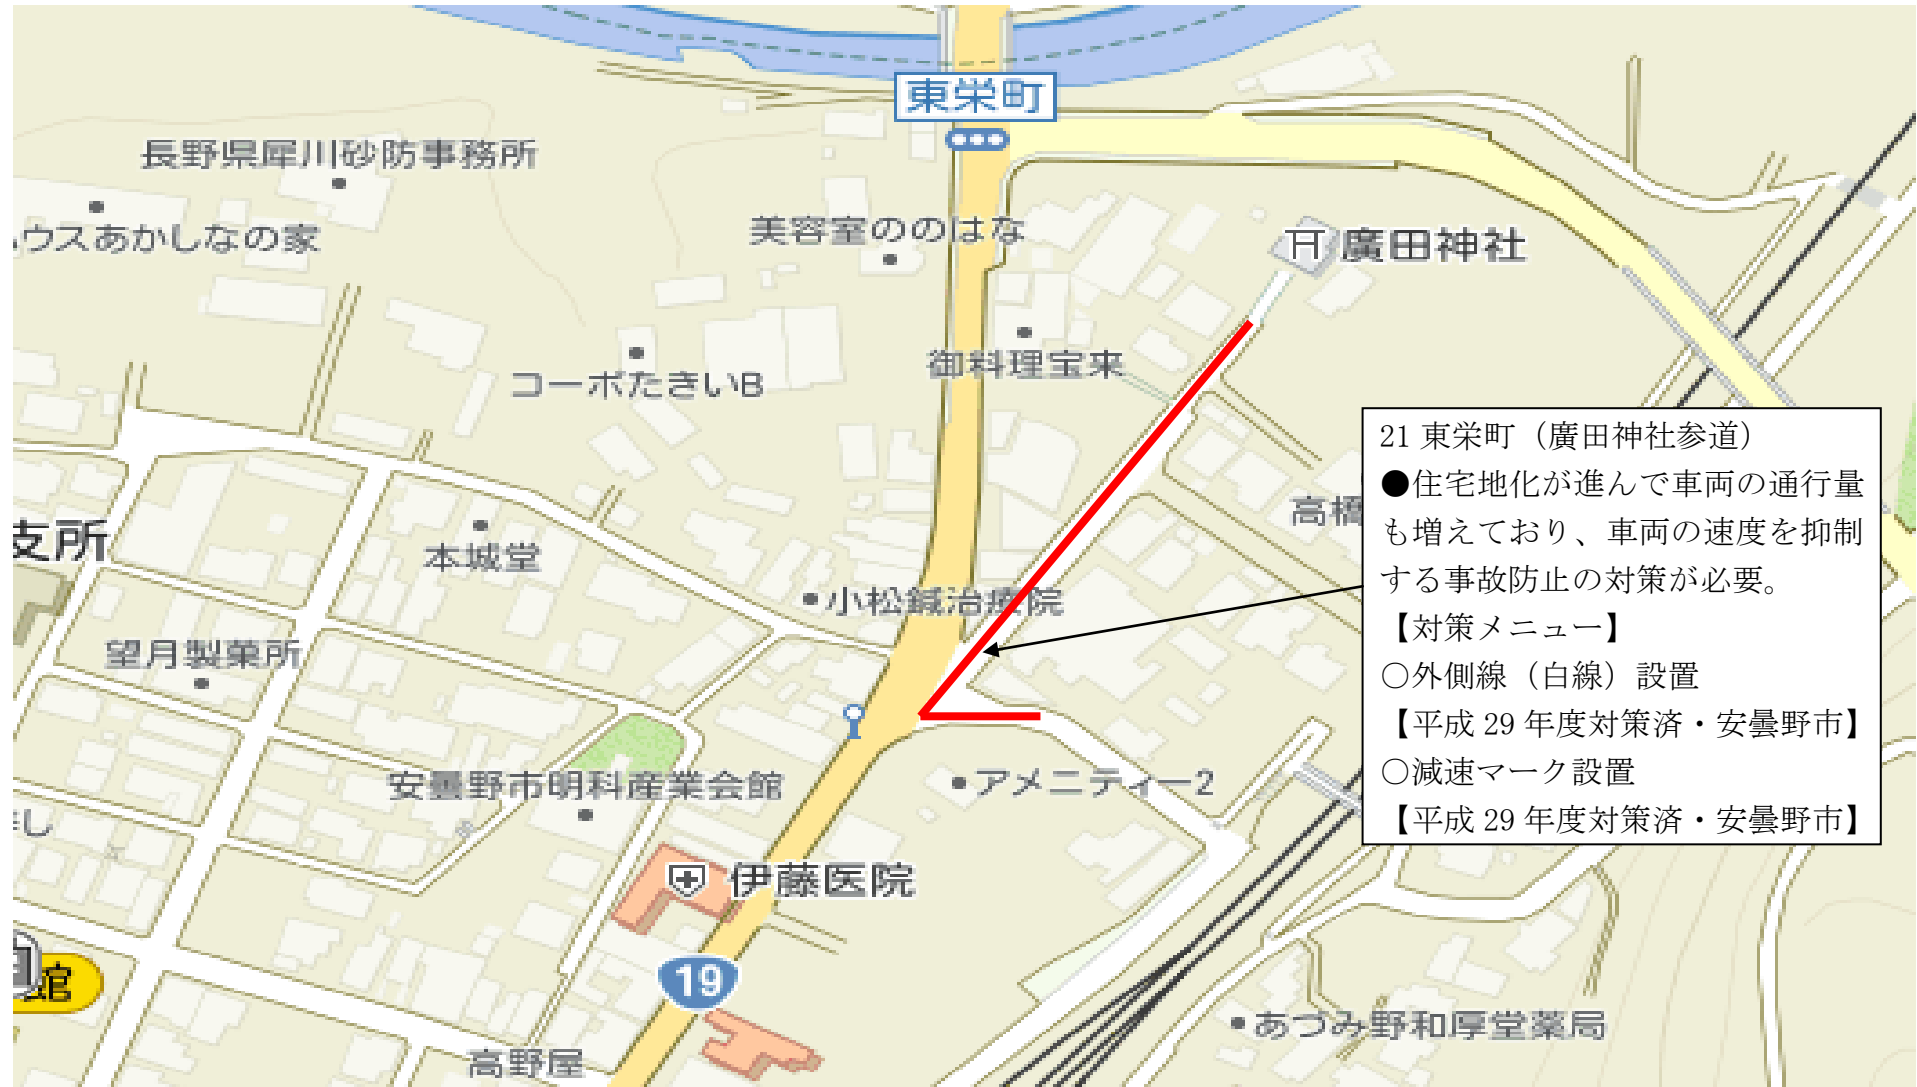 東栄町
長野県犀川砂防事務所
ウスあかしなの家
美容室ののはな
廣田神社
御料理宝来
コーポたきいB
21 東栄町（廣田神社参道）
●住宅地化が進んで車両の通行量
も増えており、車両の速度を抑制
する事故防止の対策が必要。
【対策メニュー】
○外側線（白線）設置
【平成 29 年度対策済・安曇野市】
○減速マーク設置
【平成 29 年度対策済・安曇野市】
高橋
支所
本城堂
小松鍼治療院
望月製菓所
安曇野市明科産業会館
アメニティー2
伊藤医院
館
19
あづみ野和厚堂薬局
高野屋